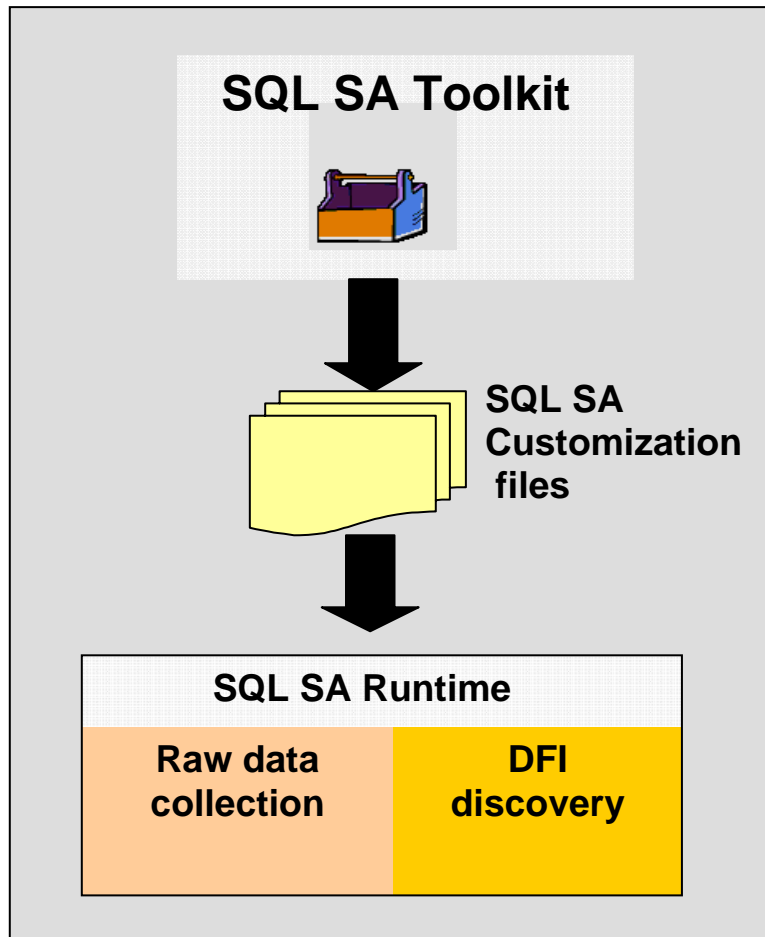 SQL SA Toolkit
SQL SA
Customization
files
SQL SA Runtime
Raw data
collection
DFI
discovery